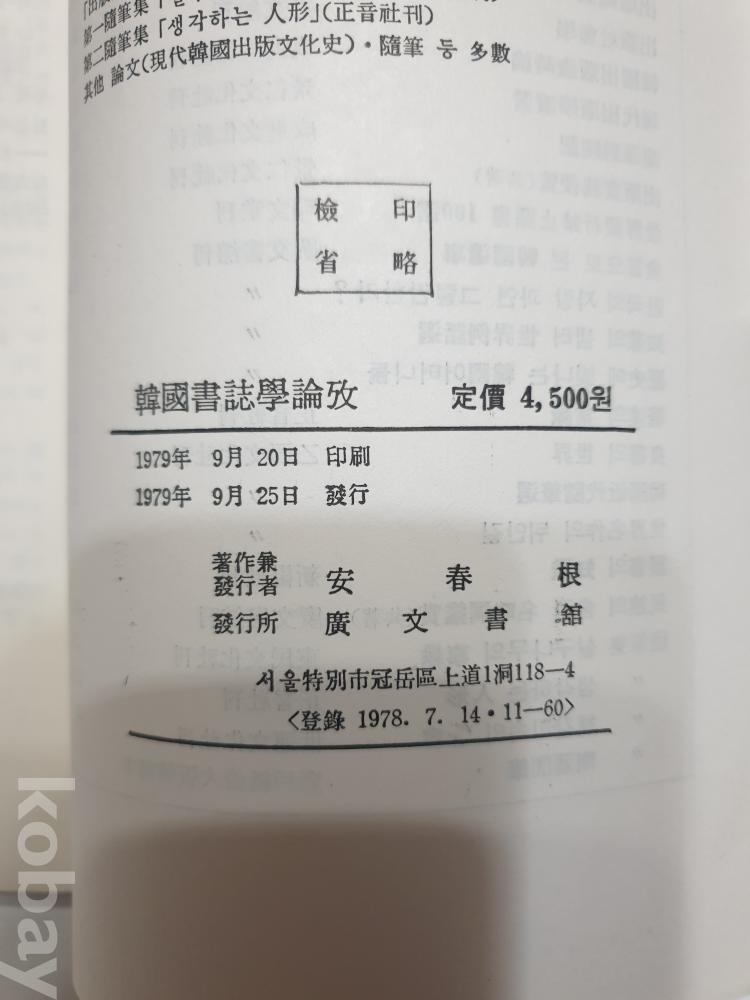 第一隨筆集「
第二隨筆集「생각하는 人形」(正音社刊)
其他 論文(現代韓國出版文化史)·隨筆 등 多數
檢 印
省 略
韓國書誌學論攷 定價 4,500원
1979年 9月 20日 印刷
1979年 9月 25日 發行
著作兼
發行者 安春根
發行所 廣文書館
서울特別市冠岳區上道1洞118—4
<登錄 1978. 7. 14·11—60>
kobay